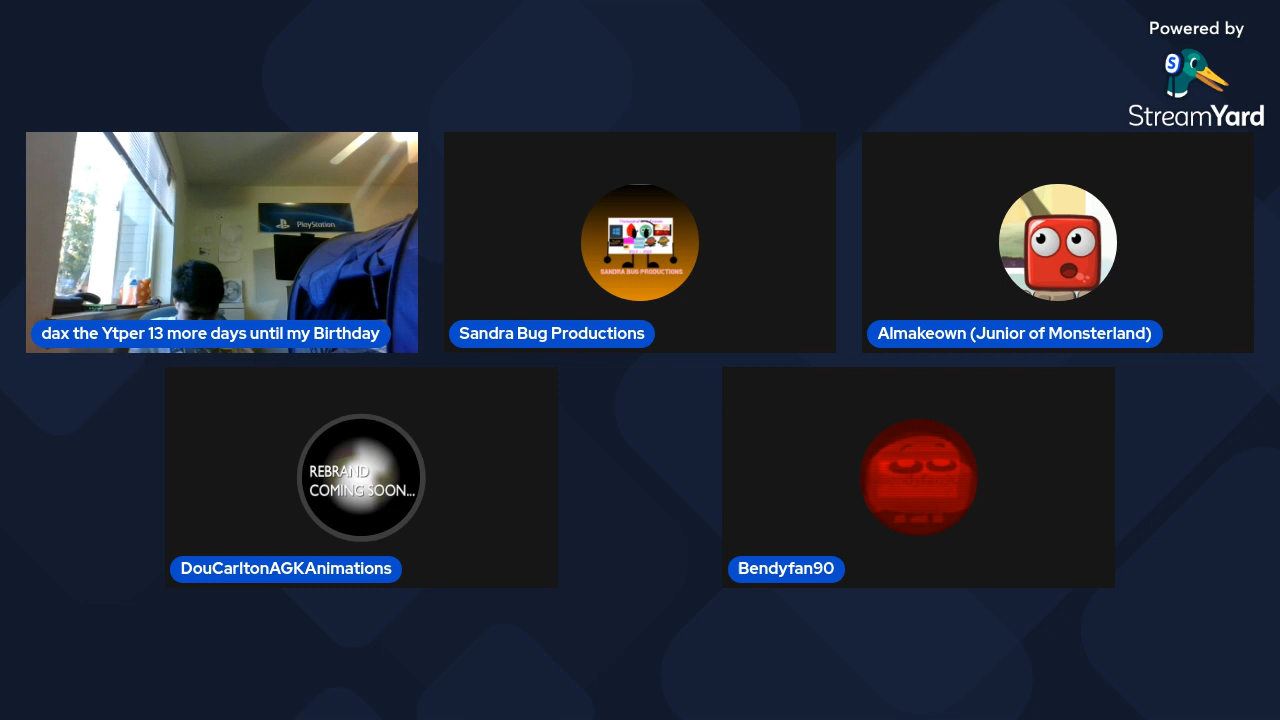 Powered by
StreamYard
PlayStation
dax the Ytper 13 more days until my Birthday
SANDRA BUG-PRODUCTIONS
Sandra Bug Productions
Almakeown (Junior of Monsterland)
REBRAND
COMING SOON...
DouCarltonAGKAnimations
Bendyfan90